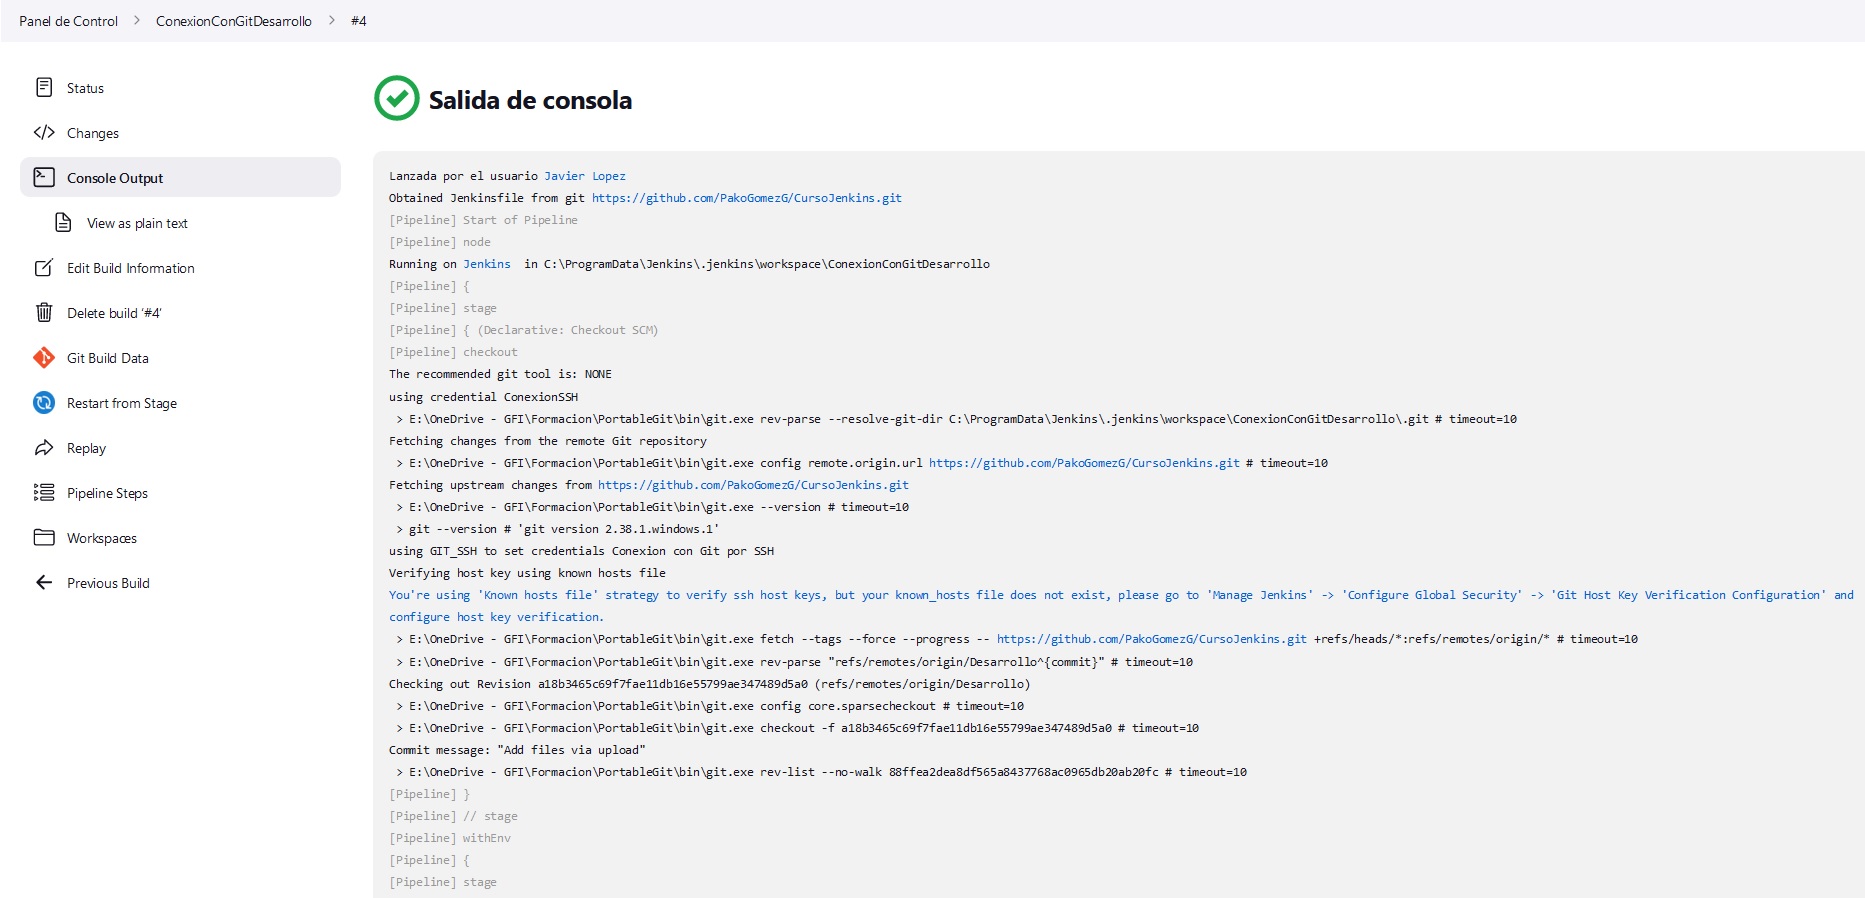 Panel de Control > ConexionConGitDesarrollo > #4
Status
Changes
Console Output
View as plain text
Edit Build Information
Delete build ‘#4’
Git Build Data
Restart from Stage
Replay
Pipeline Steps
Workspaces
Previous Build
Salida de consola
Lanzada por el usuario Javier Lopez
Obtained Jenkinsfile from git https://github.com/PakoGomezG/CursoJenkins.git
[Pipeline] Start of Pipeline
[Pipeline] node
Running on Jenkins in C:\ProgramData\Jenkins\.jenkins\workspace\ConexionConGitDesarrollo
[Pipeline] {
[Pipeline] stage
[Pipeline] { (Declarative: Checkout SCM)
[Pipeline] checkout
The recommended git tool is: NONE
using credential ConexionSSH
> E:\OneDrive - GFI\Formacion\PortableGit\bin\git.exe rev-parse --resolve-git-dir C:\ProgramData\Jenkins\.jenkins\workspace\ConexionConGitDesarrollo\.git # timeout=10
Fetching changes from the remote Git repository
> E:\OneDrive - GFI\Formacion\PortableGit\bin\git.exe config remote.origin.url https://github.com/PakoGomezG/CursoJenkins.git # timeout=10
Fetching upstream changes from https://github.com/PakoGomezG/CursoJenkins.git
> E:\OneDrive - GFI\Formacion\PortableGit\bin\git.exe --version # timeout=10
> git --version # 'git version 2.38.1.windows.1'
using GIT_SSH to set credentials Conexion con Git por SSH
Verifying host key using known hosts file
You're using 'Known hosts file' strategy to verify ssh host keys, but your known_hosts file does not exist, please go to 'Manage Jenkins' -> 'Configure Global Security' -> 'Git Host Key Verification Configuration' and
configure host key verification.
> E:\OneDrive - GFI\Formacion\PortableGit\bin\git.exe fetch --tags --force --progress -- https://github.com/PakoGomezG/CursoJenkins.git +refs/heads/*:refs/remotes/origin/* # timeout=10
> E:\OneDrive - GFI\Formacion\PortableGit\bin\git.exe rev-parse "refs/remotes/origin/Desarrollo^{commit}" # timeout=10
Checking out Revision a18b3465c69f7fae11db16e55799ae347489d5a0 (refs/remotes/origin/Desarrollo)
> E:\OneDrive - GFI\Formacion\PortableGit\bin\git.exe config core.sparsecheckout # timeout=10
> E:\OneDrive - GFI\Formacion\PortableGit\bin\git.exe checkout -f a18b3465c69f7fae11db16e55799ae347489d5a0 # timeout=10
Commit message: "Add files via upload"
> E:\OneDrive - GFI\Formacion\PortableGit\bin\git.exe rev-list --no-walk 88ffea2dea8df565a8437768ac0965db20ab20fc # timeout=10
[Pipeline] }
[Pipeline] // stage
[Pipeline] withEnv
[Pipeline] {
[Pipeline] stage